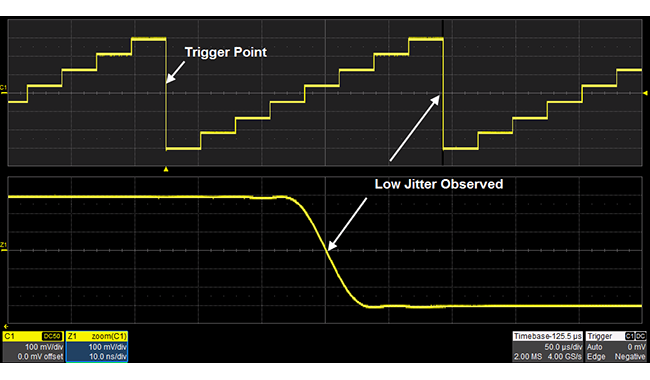 Trigger Point
C1
Low Jitter Observed
Z1
C1 DC50
100 mV/div
0.0 mV offset
Z1 zoom(C1)
100 mV/div
10.0 ns/div
Timebase -125.5 µs
50.0 µs/div
2.00 MS 4.00 GS/s
Trigger C1 DC
Auto 0 mV
Edge Negative